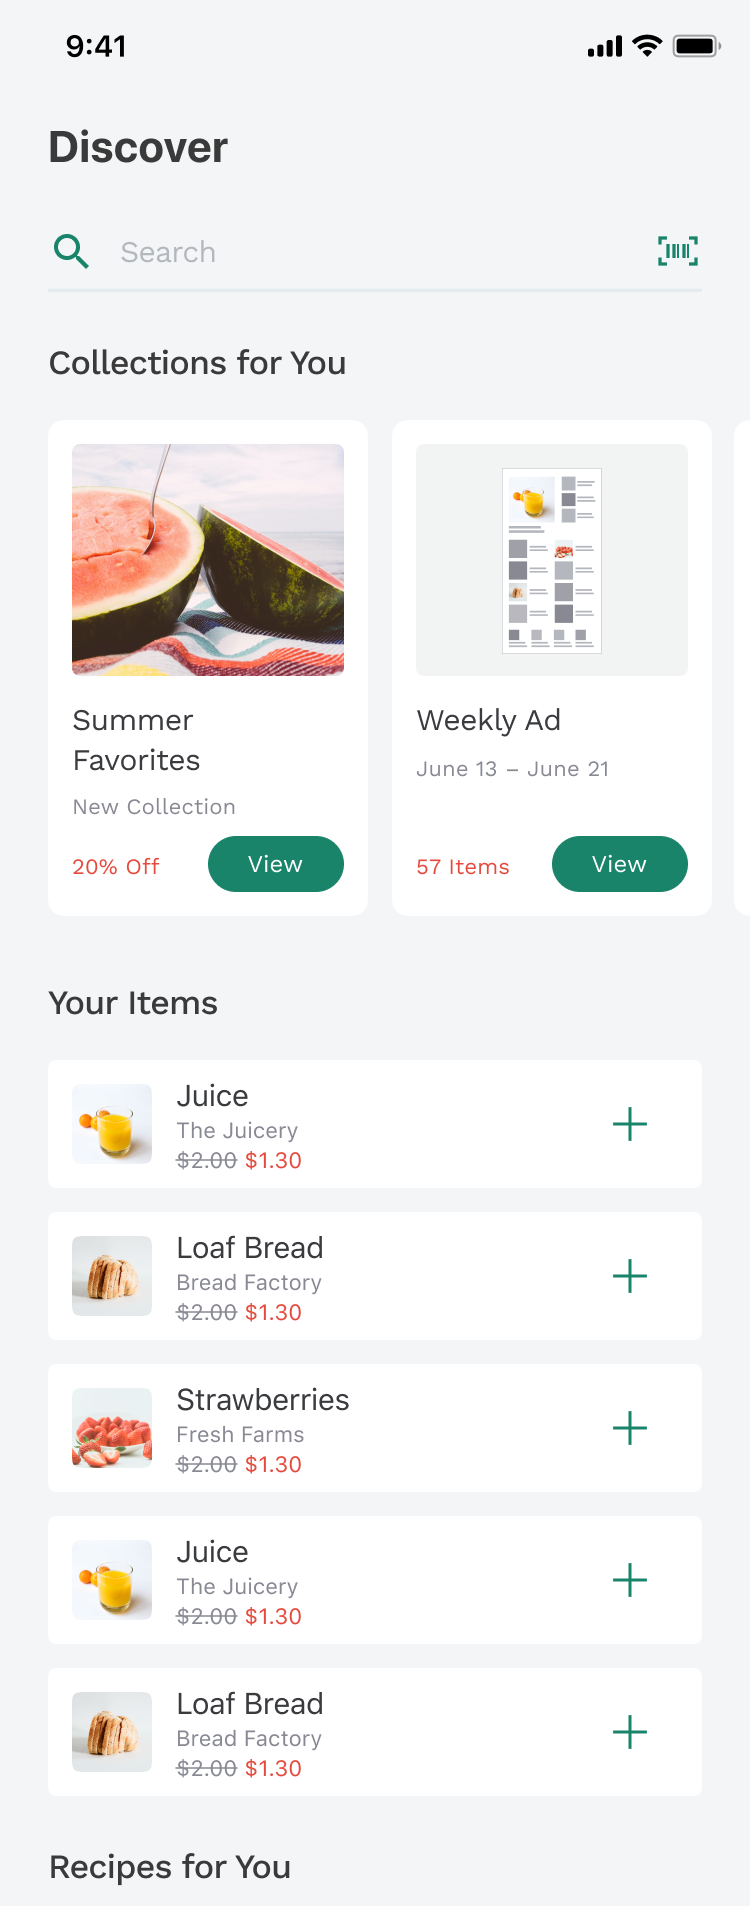 9:41
Discover
Search
Collections for You
Summer
Favorites
New Collection
20% Off
View
Weekly Ad
June 13 – June 21
57 Items
View
Your Items
Juice
The Juicery
$2.00 $1.30
Loaf Bread
Bread Factory
$2.00 $1.30
Strawberries
Fresh Farms
$2.00 $1.30
Juice
The Juicery
$2.00 $1.30
Loaf Bread
Bread Factory
$2.00 $1.30
Recipes for You